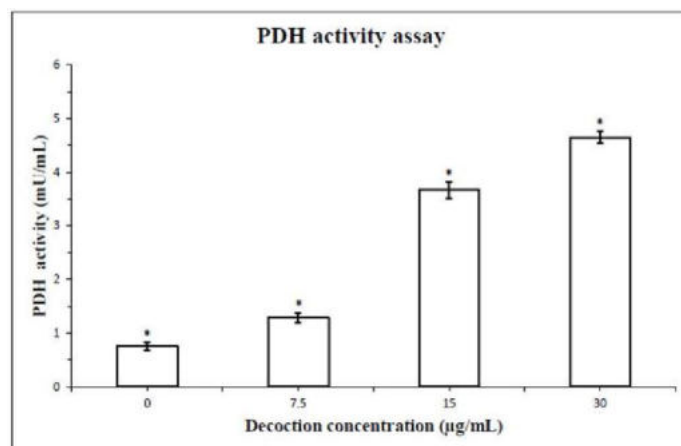 PDH activity assay
6
5
4
3
2
1
0
PDH activity (mU/mL)
*
*
*
*
0 7.5 15 30
Decoction concentration (µg/mL)